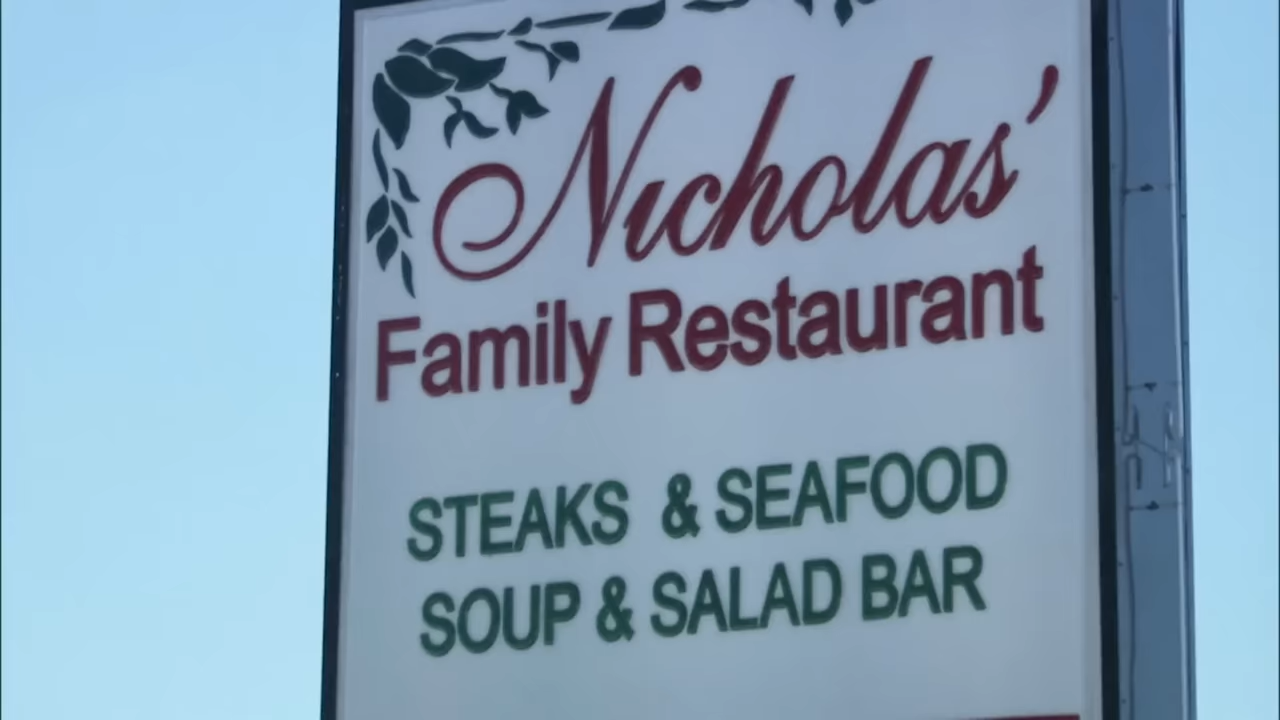 Nicholas'
Family Restaurant
STEAKS & SEAFOOD
SOUP & SALAD BAR